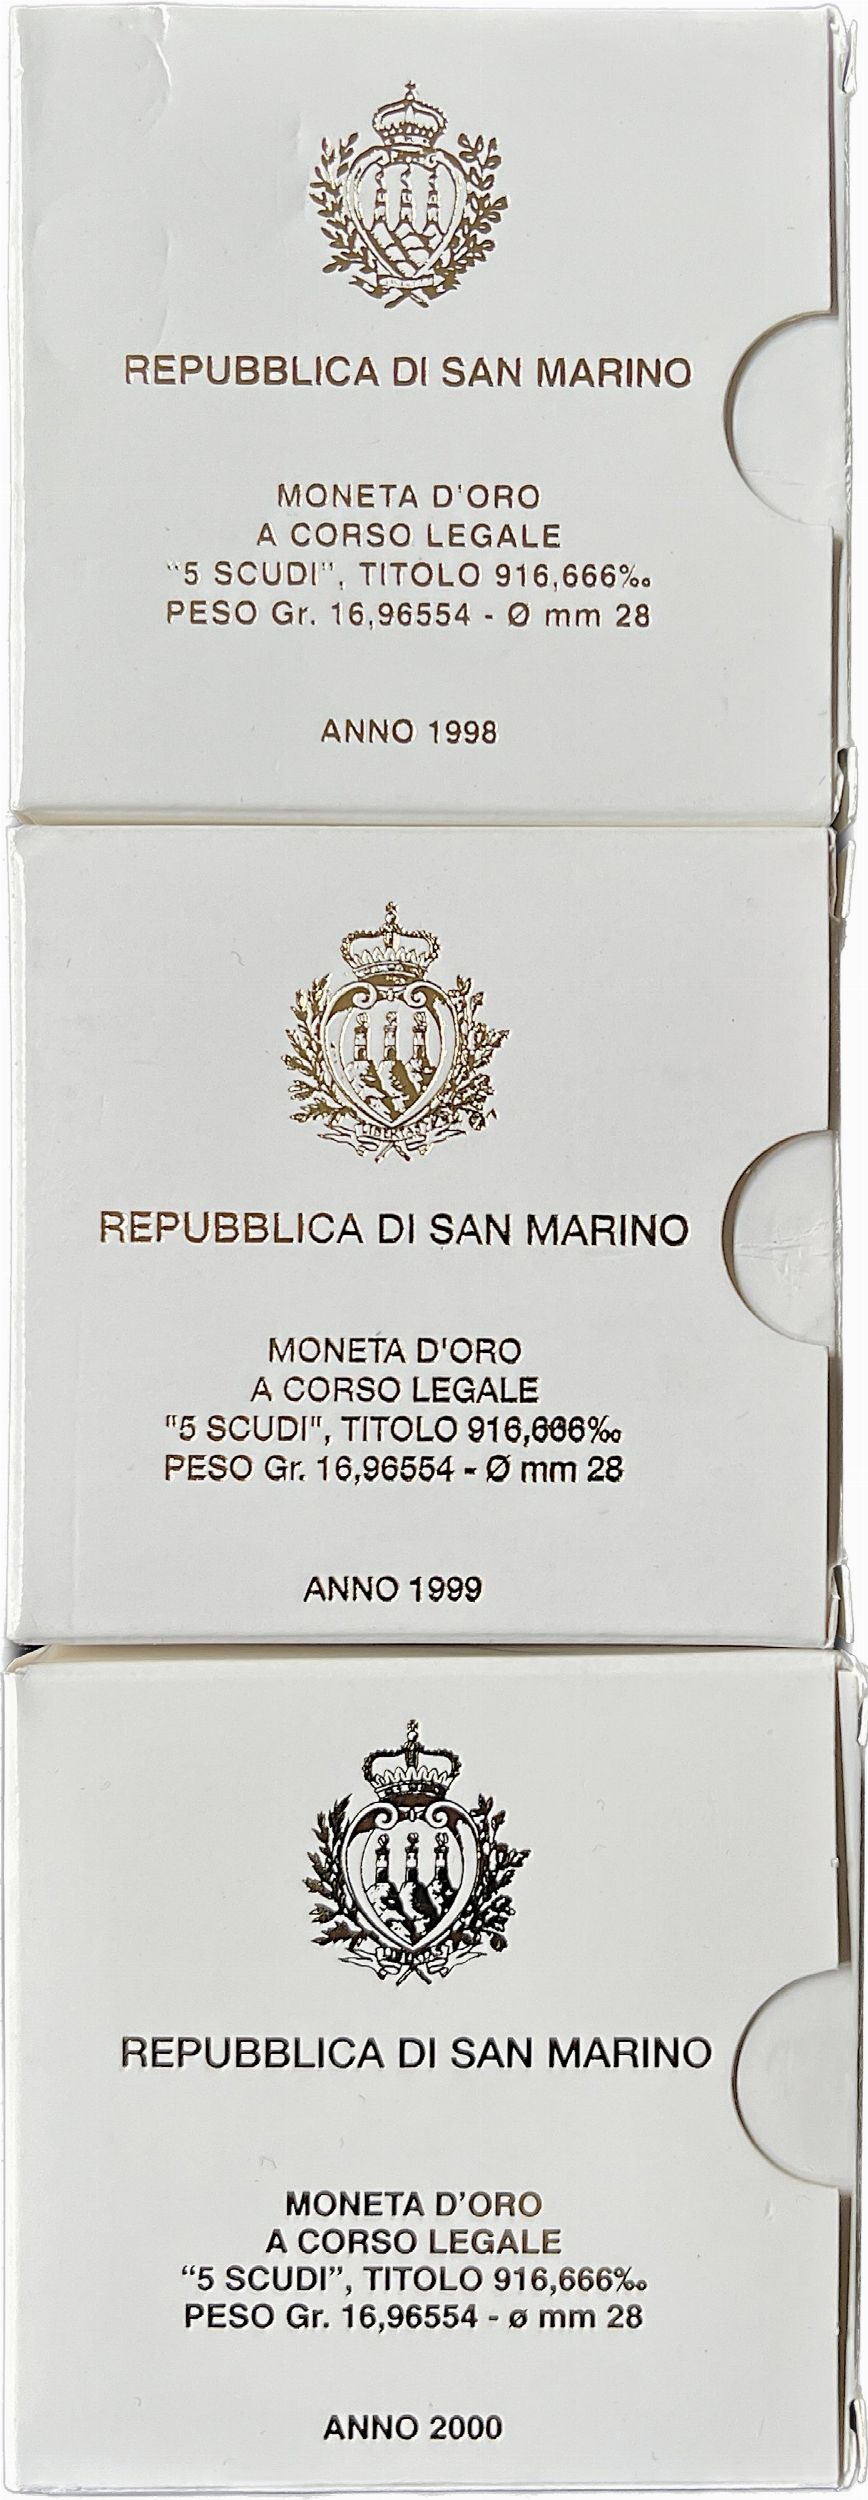 REPUBBLICA DI SAN MARINO
MONETA D'ORO
A CORSO LEGALE
"5 SCUDI", TITOLO 916,666‰
PESO Gr. 16,96554 - Ø mm 28
ANNO 1998
LIBERTAS
REPUBBLICA DI SAN MARINO
MONETA D'ORO
A CORSO LEGALE
"5 SCUDI", TITOLO 916,666‰
PESO Gr. 16,96554 - Ø mm 28
ANNO 1999
LIBERTAS
REPUBBLICA DI SAN MARINO
MONETA D’ORO
A CORSO LEGALE
“5 SCUDI”, TITOLO 916,666‰
PESO Gr. 16,96554 - ø mm 28
ANNO 2000